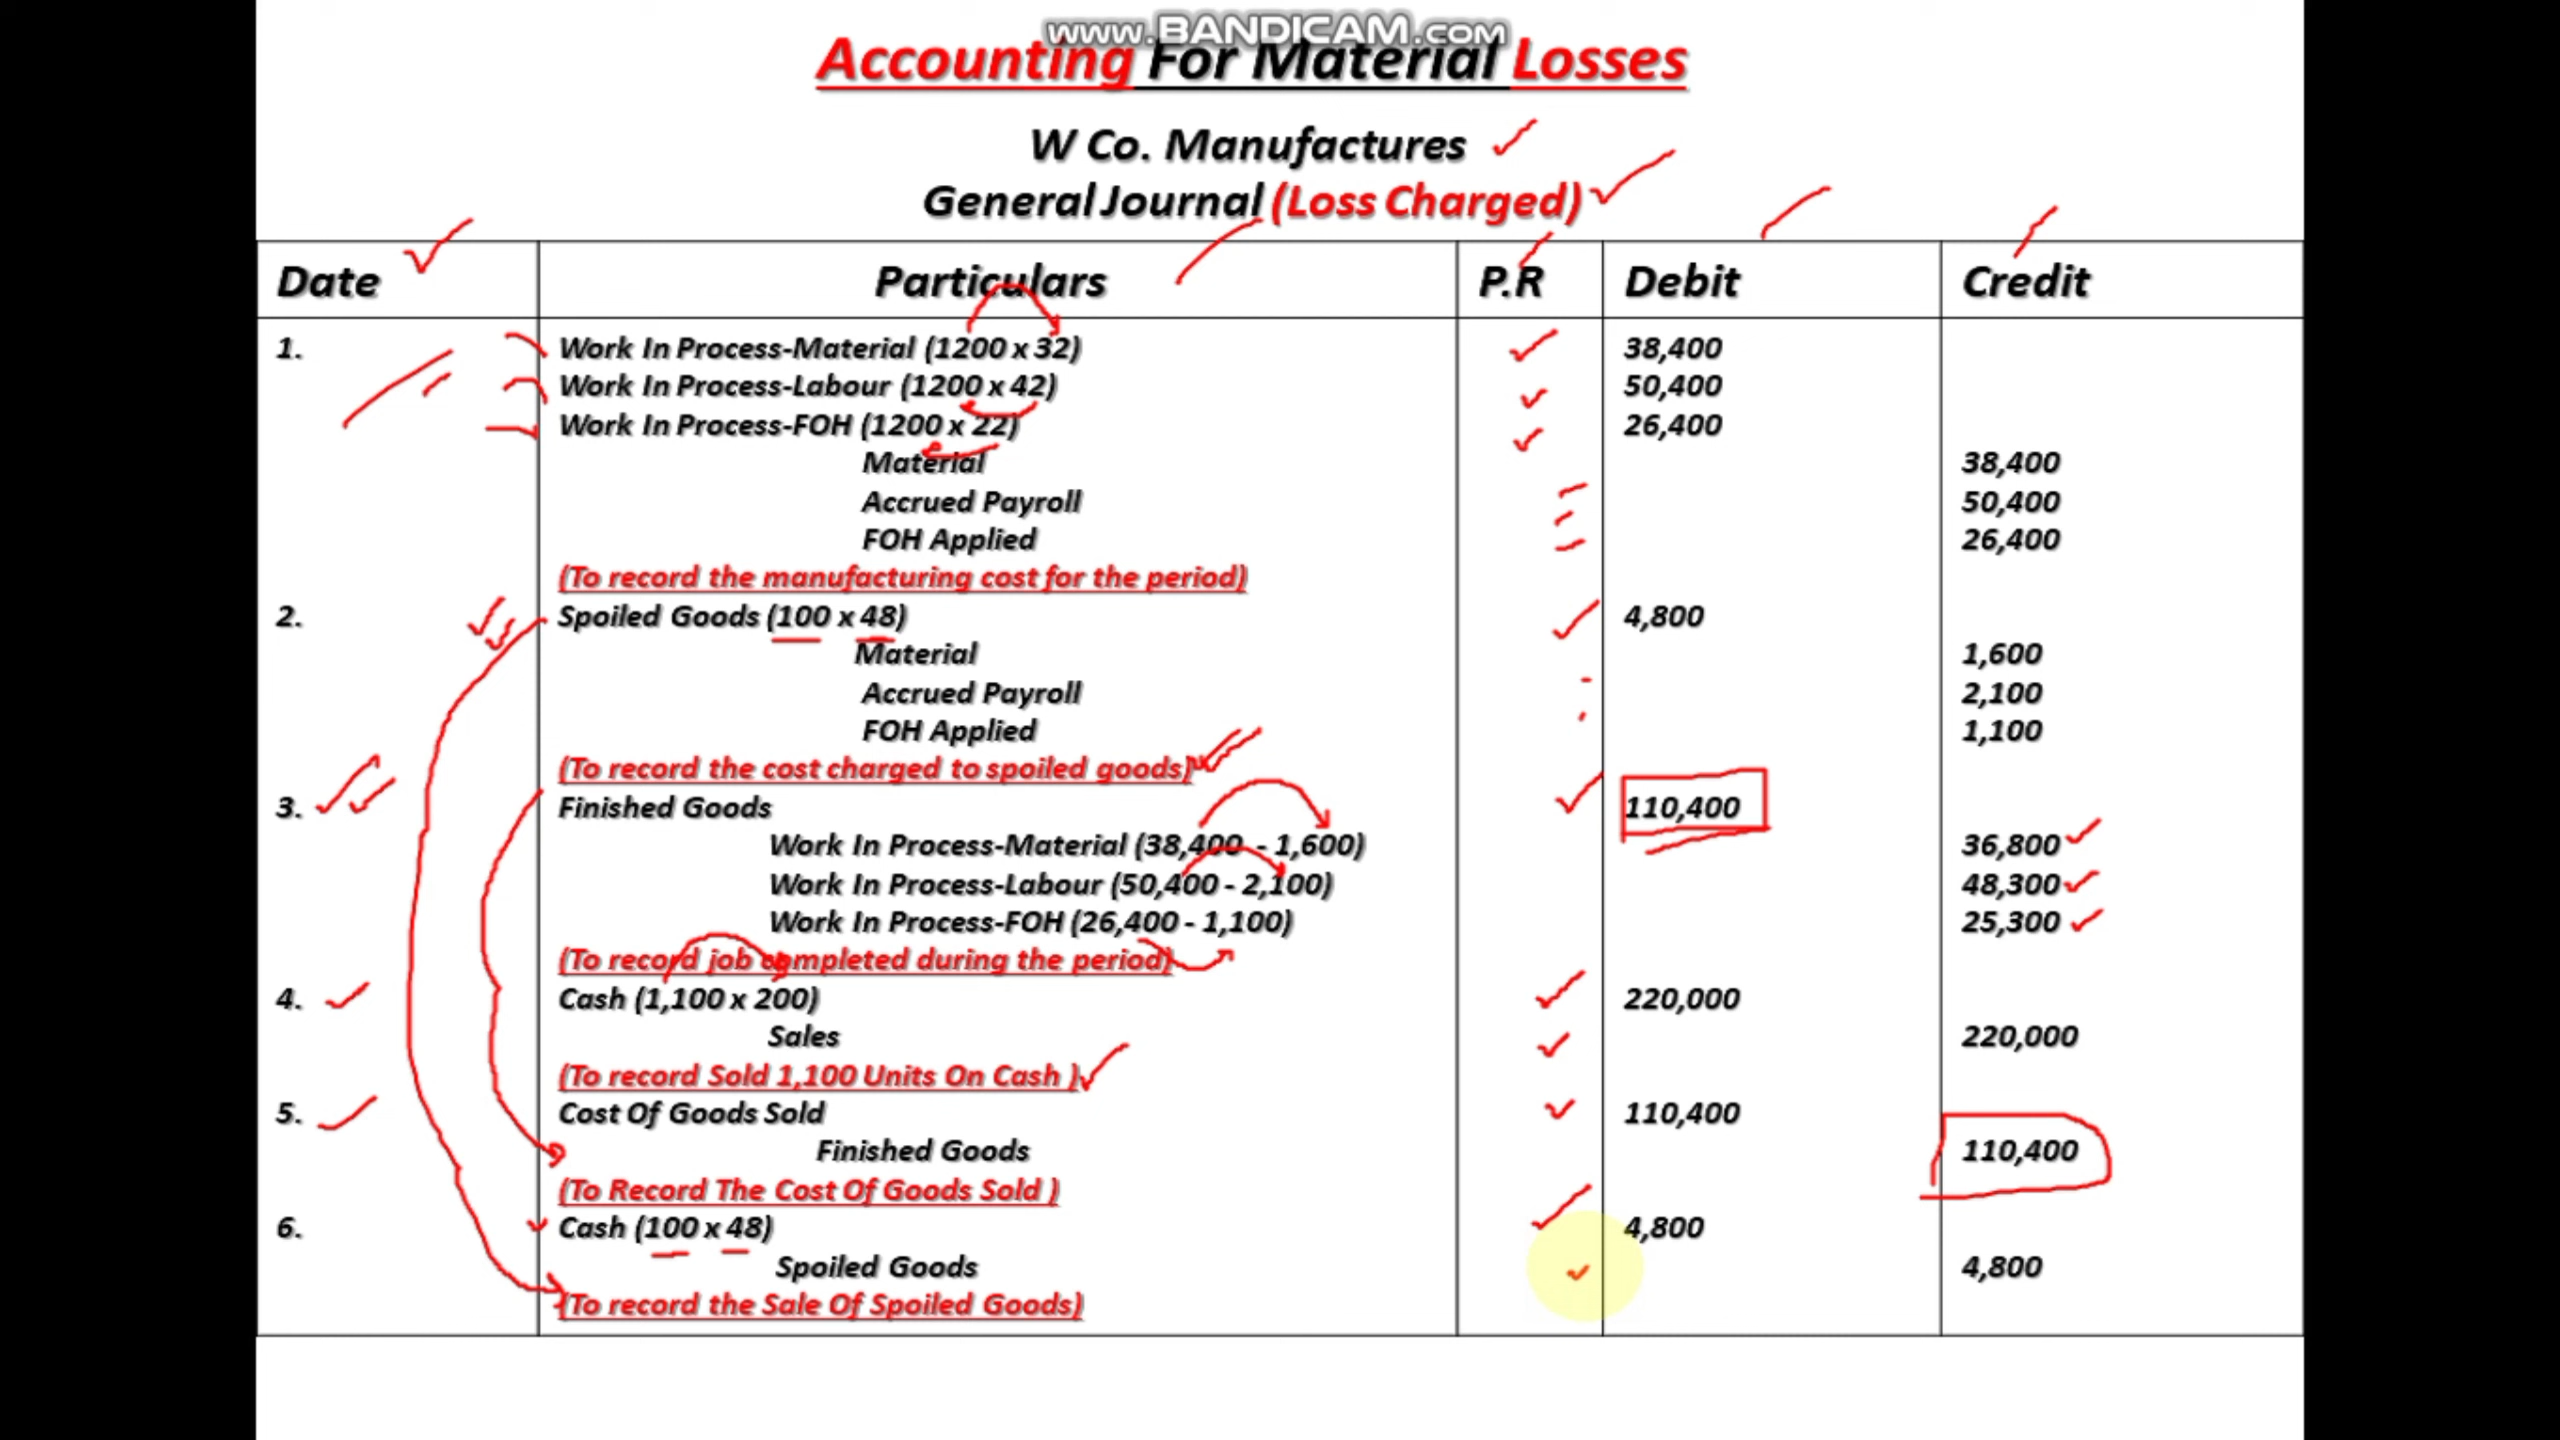 www.BANDICAM.com
Accounting For Material Losses
W Co. Manufactures
General Journal (Loss Charged)
Date Particulars P.R Debit Credit
1. Work In Process-Material (1200 x 32) 38,400
Work In Process-Labour (1200 x 42) 50,400
Work In Process-FOH (1200 x 22) 26,400
Material 38,400
Accrued Payroll 50,400
FOH Applied 26,400
(To record the manufacturing cost for the period)
2. Spoiled Goods (100 x 48) 4,800
Material 1,600
Accrued Payroll 2,100
FOH Applied 1,100
(To record the cost charged to spoiled goods)
3. Finished Goods 110,400
Work In Process-Material (38,400 - 1,600) 36,800
Work In Process-Labour (50,400 - 2,100) 48,300
Work In Process-FOH (26,400 - 1,100) 25,300
(To record job completed during the period)
4. Cash (1,100 x 200) 220,000
Sales 220,000
(To record Sold 1,100 Units On Cash )
5. Cost Of Goods Sold 110,400
Finished Goods 110,400
(To Record The Cost Of Goods Sold )
6. Cash (100 x 48) 4,800
Spoiled Goods 4,800
(To record the Sale Of Spoiled Goods)